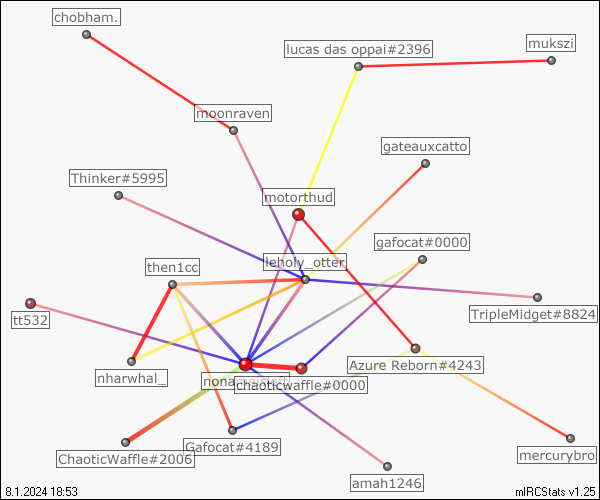 chobham.
lucas das oppai#2396
mukszi
moonraven
gateauxcatto
Thinker#5995
motorthud
gafocat#0000
leholy_otter
then1cc
tt532
TripleMidget#8824
Azure Reborn#4243
nharwhal_
chaoticwaffle#0000
Gafocat#4189
ChaoticWaffle#2006
mercurybro
amah1246
8.1.2024 18:53
mIRCStats v1.25